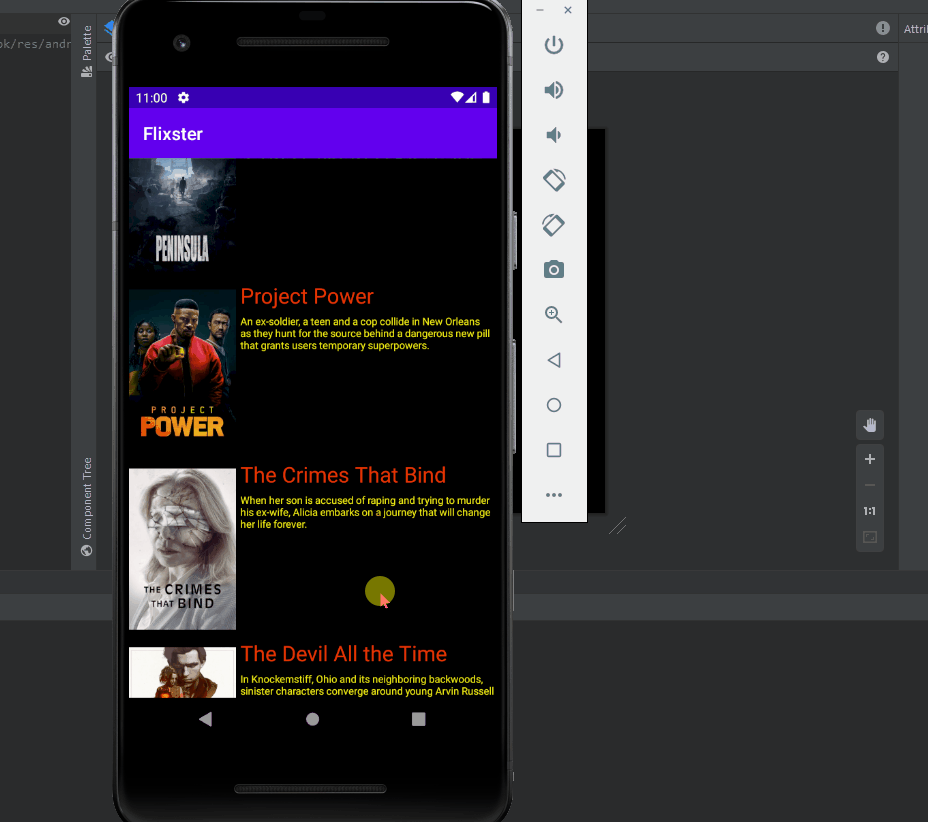 ok/res/andr
Palette
Attri
11:00
Flixster
PENINSULA
Project Power
An ex-soldier, a teen and a cop collide in New Orleans
as they hunt for the source behind a dangerous new pill
that grants users temporary superpowers.
PROJECT
POWER
The Crimes That Bind
When her son is accused of raping and trying to murder
his ex-wife, Alicia embarks on a journey that will change
her life forever.
THE CRIMES
THAT BIND
The Devil All the Time
In Knockemstiff, Ohio and its neighboring backwoods,
sinister characters converge around young Arvin Russell
Component Tree
1:1